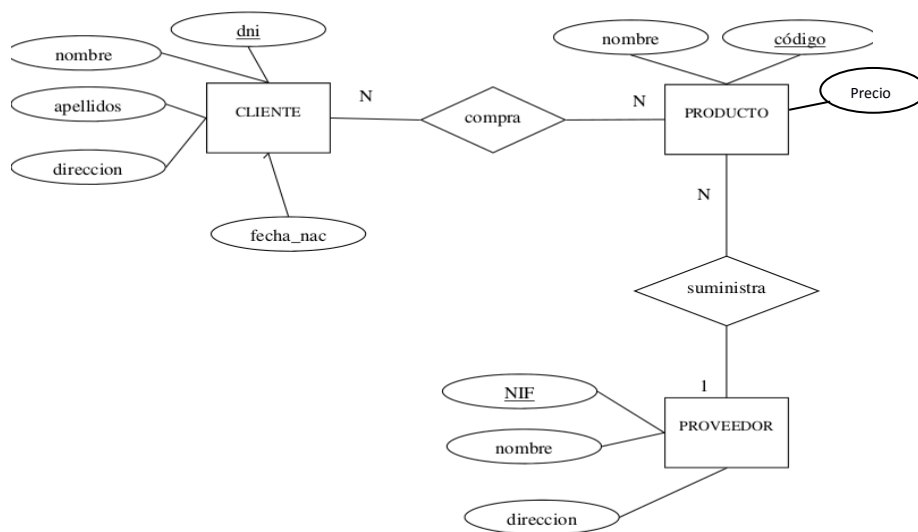 dni
nombre
apellidos
direccion
fecha_nac
CLIENTE
N
compra
N
nombre
código
Precio
PRODUCTO
N
suministra
1
NIF
nombre
direccion
PROVEEDOR